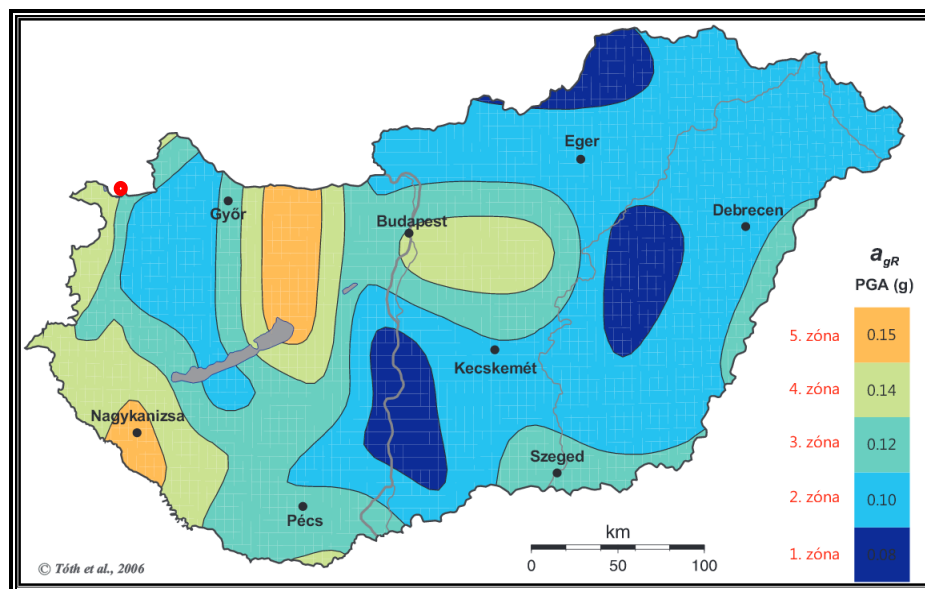 Eger
Győr
Budapest
Debrecen
a_gR
PGA (g)
5. zóna 0.15
Kecskemét
4. zóna 0.14
Nagykanizsa
3. zóna 0.12
Szeged
2. zóna 0.10
Pécs
km
1. zóna 0.08
0 50 100
© Tóth et al., 2006